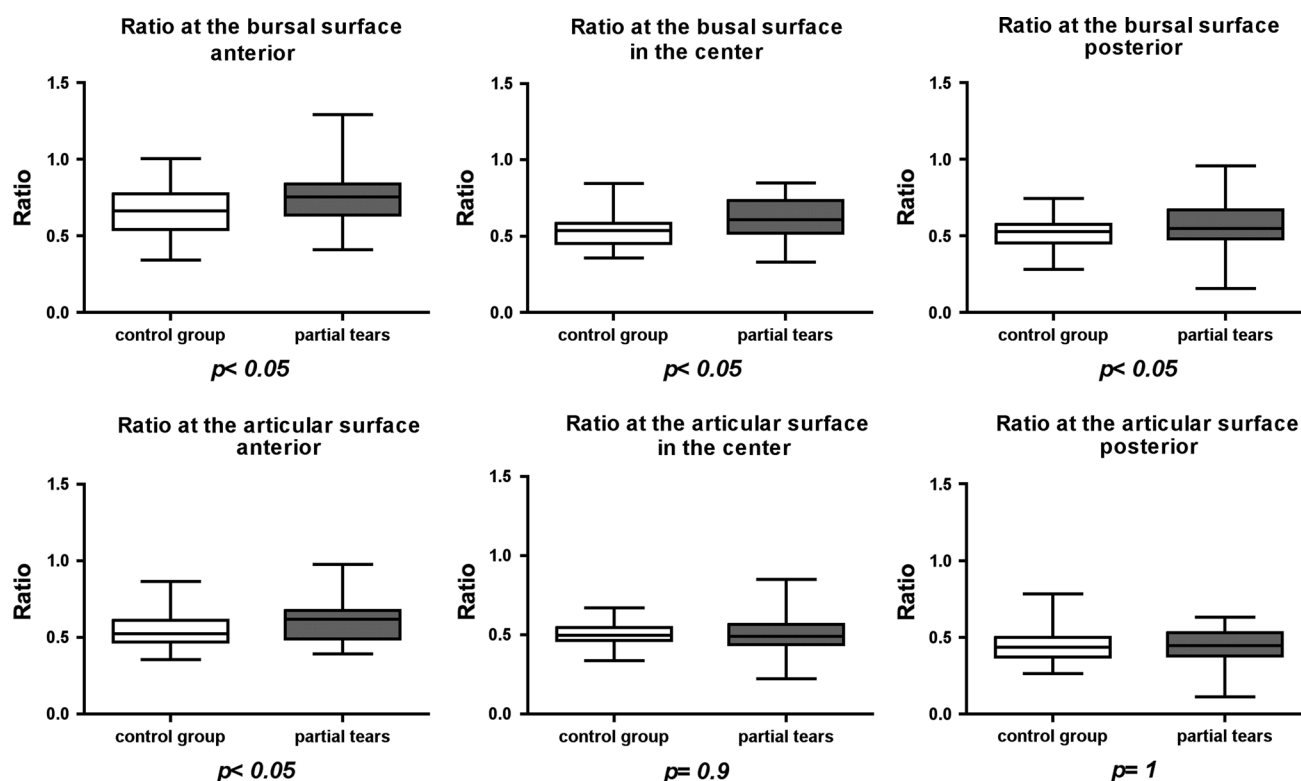 Ratio at the bursal surface
anterior
Ratio
1.5
1.0
0.5
0.0
control group
partial tears
p< 0.05
Ratio at the busal surface
in the center
Ratio
1.5
1.0
0.5
0.0
control group
partial tears
p< 0.05
Ratio at the bursal surface
posterior
Ratio
1.5
1.0
0.5
0.0
control group
partial tears
p< 0.05
Ratio at the articular surface
anterior
Ratio
1.5
1.0
0.5
0.0
control group
partial tears
p< 0.05
Ratio at the articular surface
in the center
Ratio
1.5
1.0
0.5
0.0
control group
partial tears
p= 0.9
Ratio at the articular surface
posterior
Ratio
1.5
1.0
0.5
0.0
control group
partial tears
p= 1